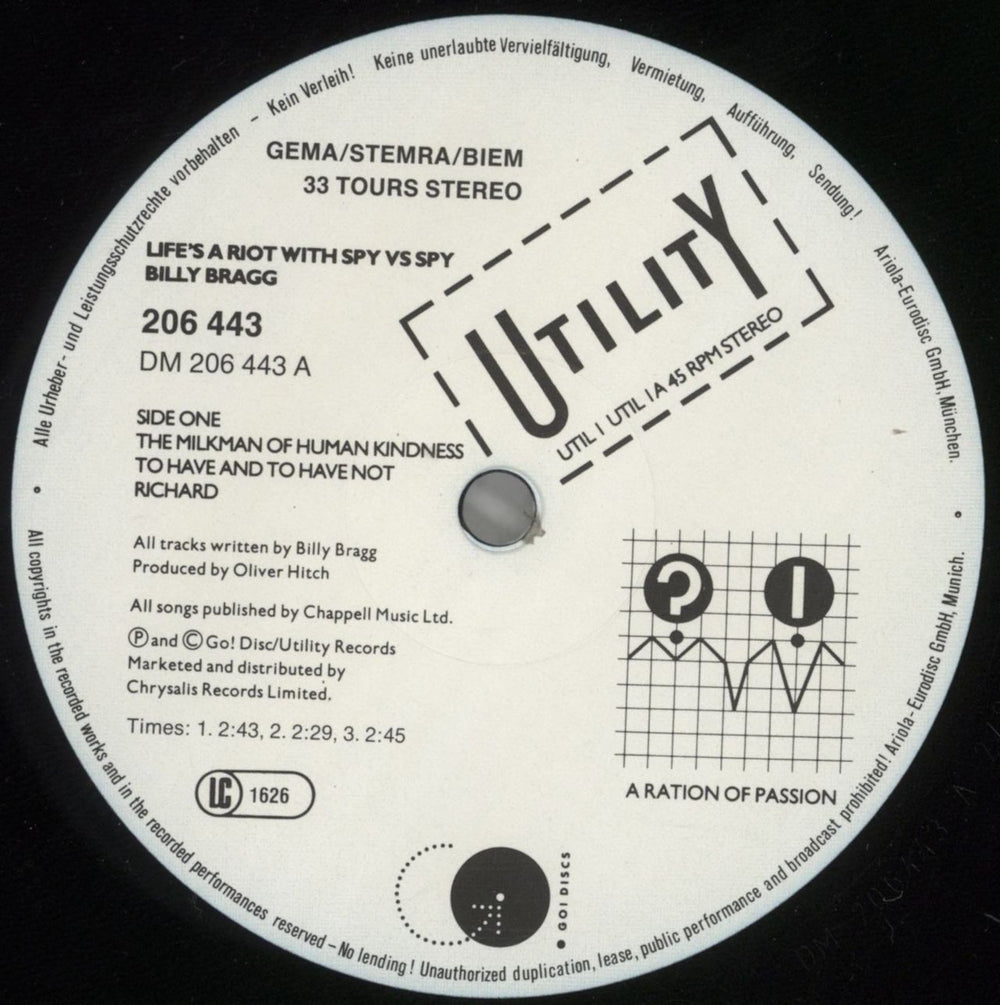 Alle Urheber- und Leistungsschutzrechte vorbehalten – Kein Verleih! Keine unerlaubte Vervielfältigung, Vermietung, Aufführung, Sendung! Ariola-Eurodisc GmbH, München.
GEMA/STEMRA/BIEM
33 TOURS STEREO
LIFE'S A RIOT WITH SPY VS SPY
BILLY BRAGG
206 443
DM 206 443 A
UTILITY
UTIL 1 UTIL 1A 45 RPM STEREO
SIDE ONE
THE MILKMAN OF HUMAN KINDNESS
TO HAVE AND TO HAVE NOT
RICHARD
All tracks written by Billy Bragg
Produced by Oliver Hitch
All songs published by Chappell Music Ltd.
Ⓟ and © Go! Disc/Utility Records
Marketed and distributed by
Chrysalis Records Limited.
Times: 1. 2:43, 2. 2:29, 3. 2:45
LC 1626
? !
A RATION OF PASSION
GO! DISCS
All copyrights in the recorded works and in the recorded performances reserved – No lending! Unauthorized duplication, lease, public performance and broadcast prohibited! Ariola-Eurodisc GmbH, Munich.